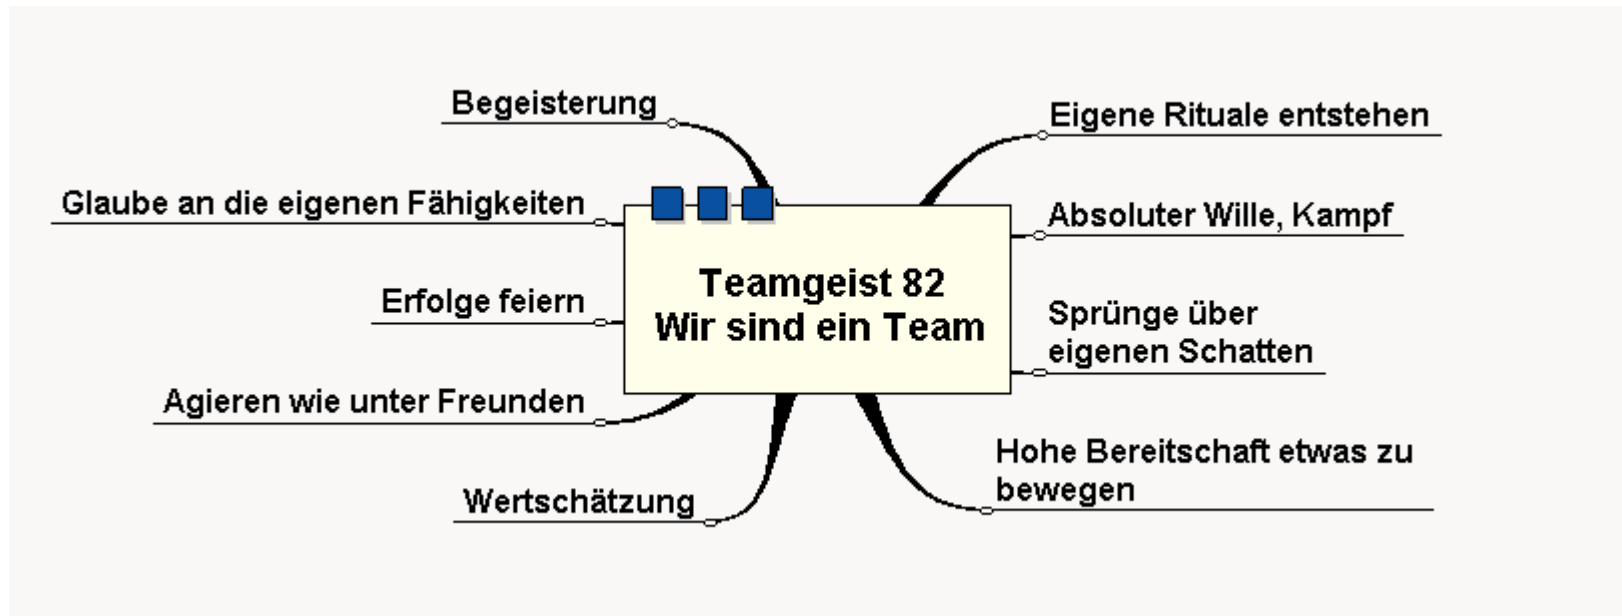 Begeisterung
Glaube an die eigenen Fähigkeiten
Erfolge feiern
Agieren wie unter Freunden
Wertschätzung
Teamgeist 82
Wir sind ein Team
Eigene Rituale entstehen
Absoluter Wille, Kampf
Sprünge über
eigenen Schatten
Hohe Bereitschaft etwas zu
bewegen